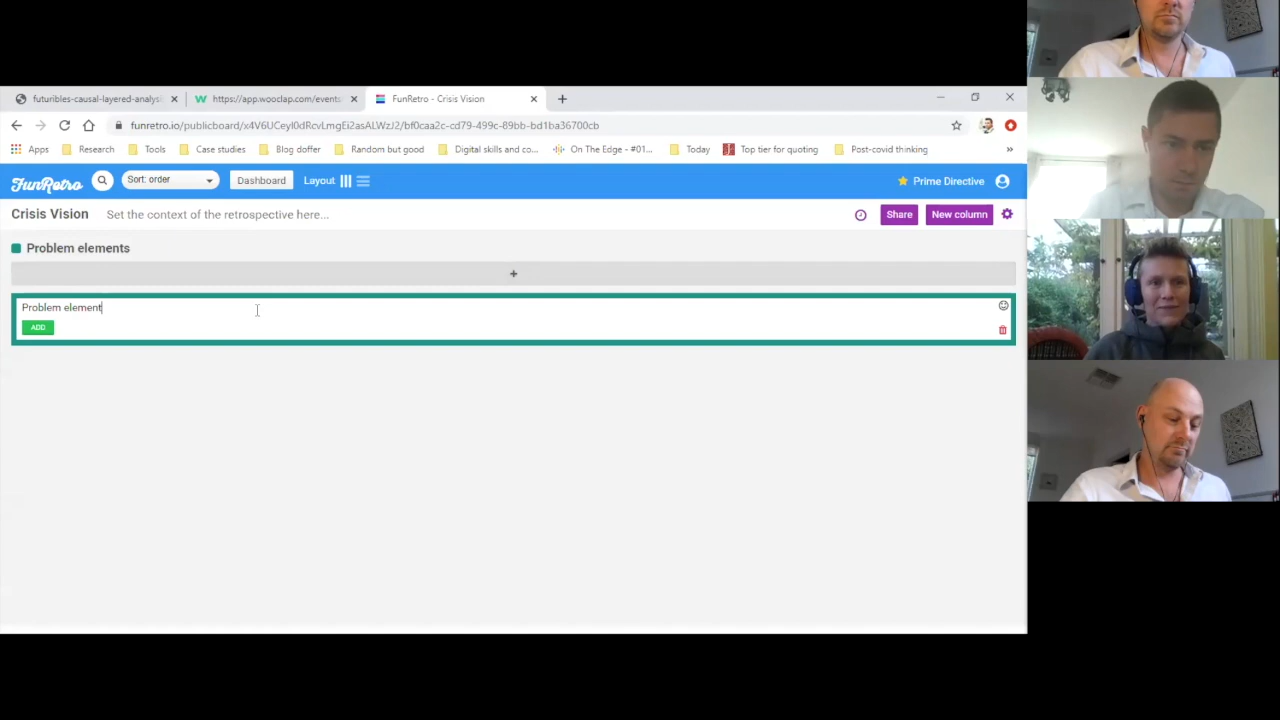 futuribles-causal-layered-analysi
https://app.wooclap.com/events
FunRetro - Crisis Vision
funretro.io/publicboard/x4V6UCeyI0dRcvLmgEi2asALWzJ2/bf0caa2c-cd79-499c-89bb-bd1ba36700cb
Apps Research Tools Case studies Blog doffer Random but good Digital skills and co... On The Edge - #01... Today Top tier for quoting Post-covid thinking »
FunRetro Sort: order Dashboard Layout Prime Directive
Crisis Vision Set the context of the retrospective here... Share New column
Problem elements
+
Problem element
ADD